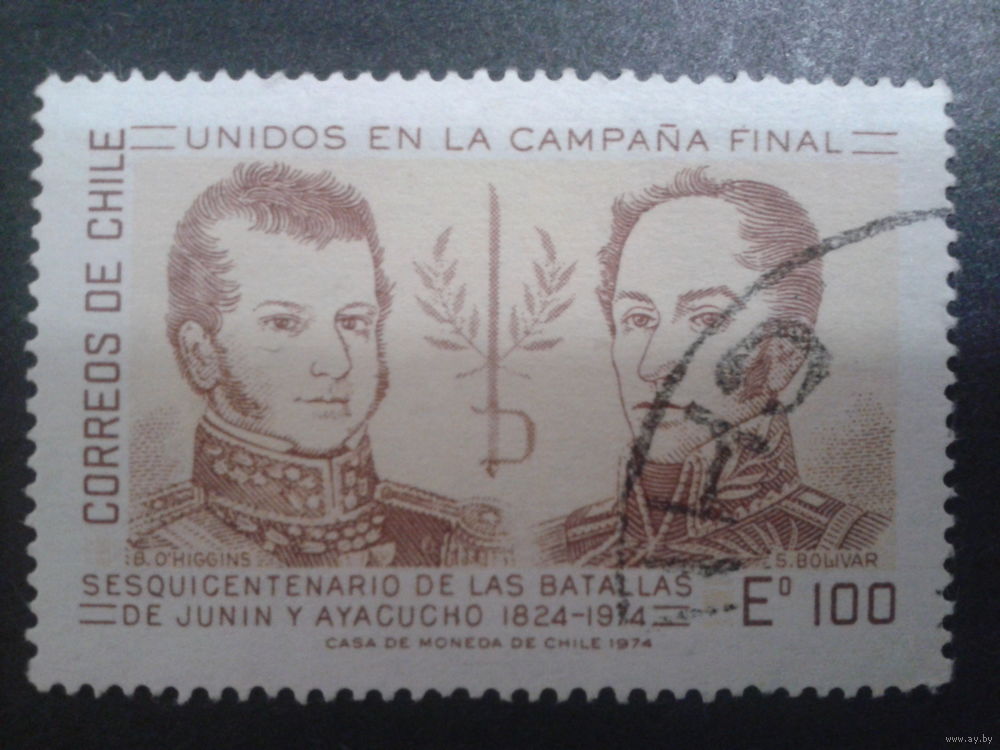 UNIDOS EN LA CAMPAÑA FINAL
CORREOS DE CHILE
B. O'HIGGINS
S. BOLIVAR
SESQUICENTENARIO DE LAS BATALLAS
DE JUNIN Y AYACUCHO 1824-1974
Eº 100
CASA DE MONEDA DE CHILE 1974
www.ay.by